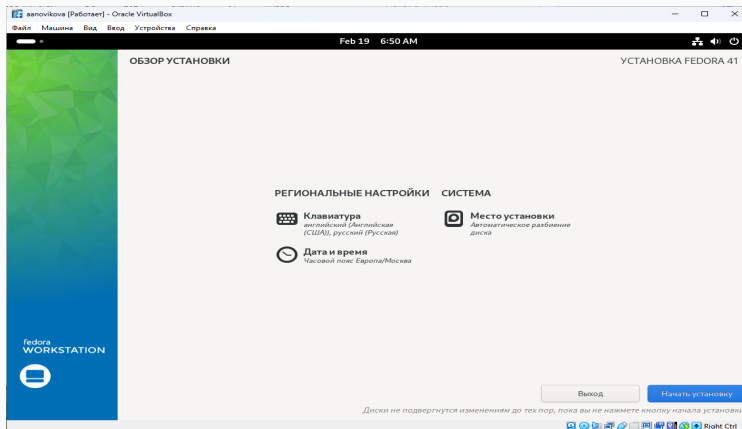 aanovikova [Работает] - Oracle VirtualBox
Файл Машина Вид Ввод Устройства Справка
Feb 19 6:50 AM
ОБЗОР УСТАНОВКИ
УСТАНОВКА FEDORA 41
РЕГИОНАЛЬНЫЕ НАСТРОЙКИ
СИСТЕМА
Клавиатура
английский (Английская
(США)), русский (Русская)
Место установки
Автоматическое разбиение
диска
Дата и время
Часовой пояс Европа/Москва
fedora
WORKSTATION
Выход
Начать установку
Диски не подвергнутся изменениям до тех пор, пока вы не нажмете кнопку начала установки
Right Ctrl